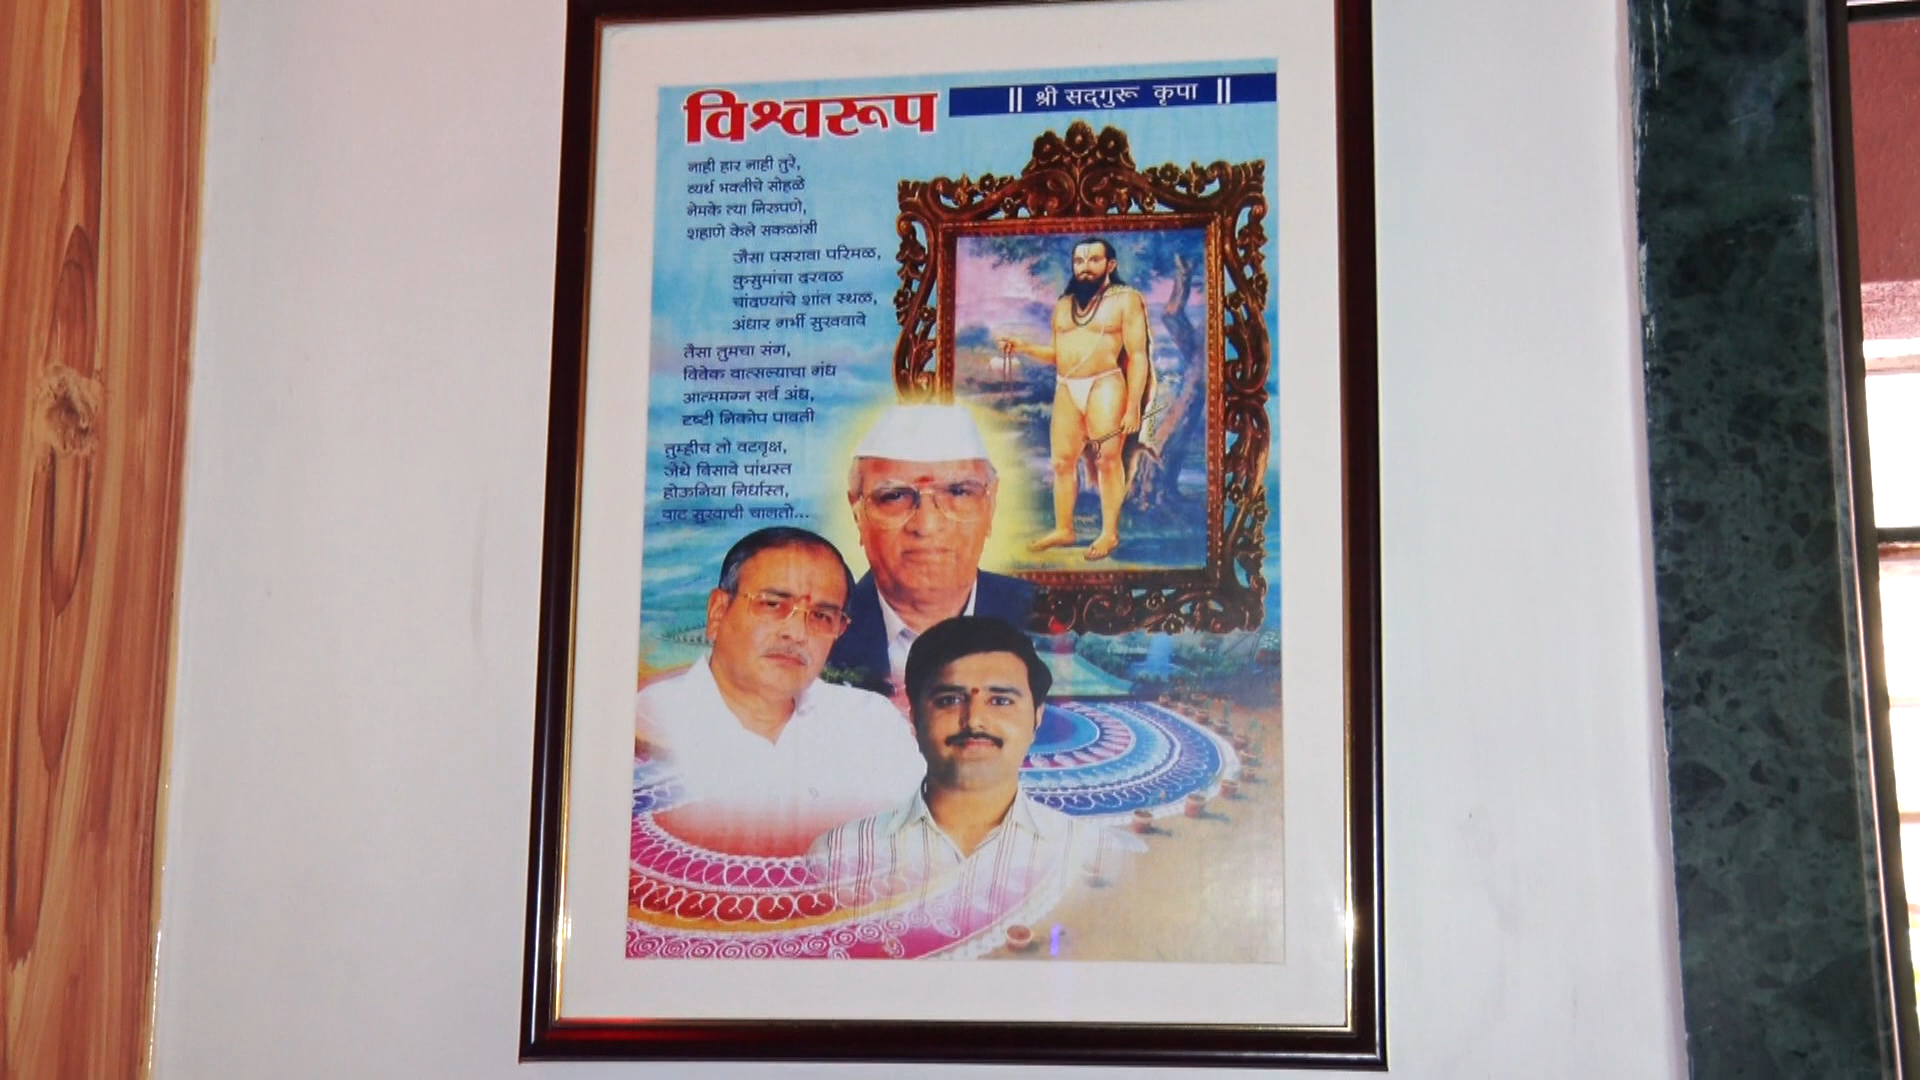 विश्वरूप
|| श्री सद्‌गुरू कृपा ||
नाही हार नाही तुरे,
व्यर्थ भक्तीचे सोहळे
नेमके त्या निरुपणे,
शहाणे केले सकळांसी
जैसा पसरावा परिमळ,
कुसुमांचा दरवळ
चांदण्यांचे शांत स्थळ,
अंधार गर्भी सुखवावे
तैसा तुमचा संग,
विवेक वात्सल्याचा गंध
आत्ममग्न सर्व अंध,
दृष्टी निकोप पावती
तुम्हीच तो वटवृक्ष,
जेथे विसावे पांथस्त
होऊनिया निर्धास्त,
वाट सुखाची चालतो...